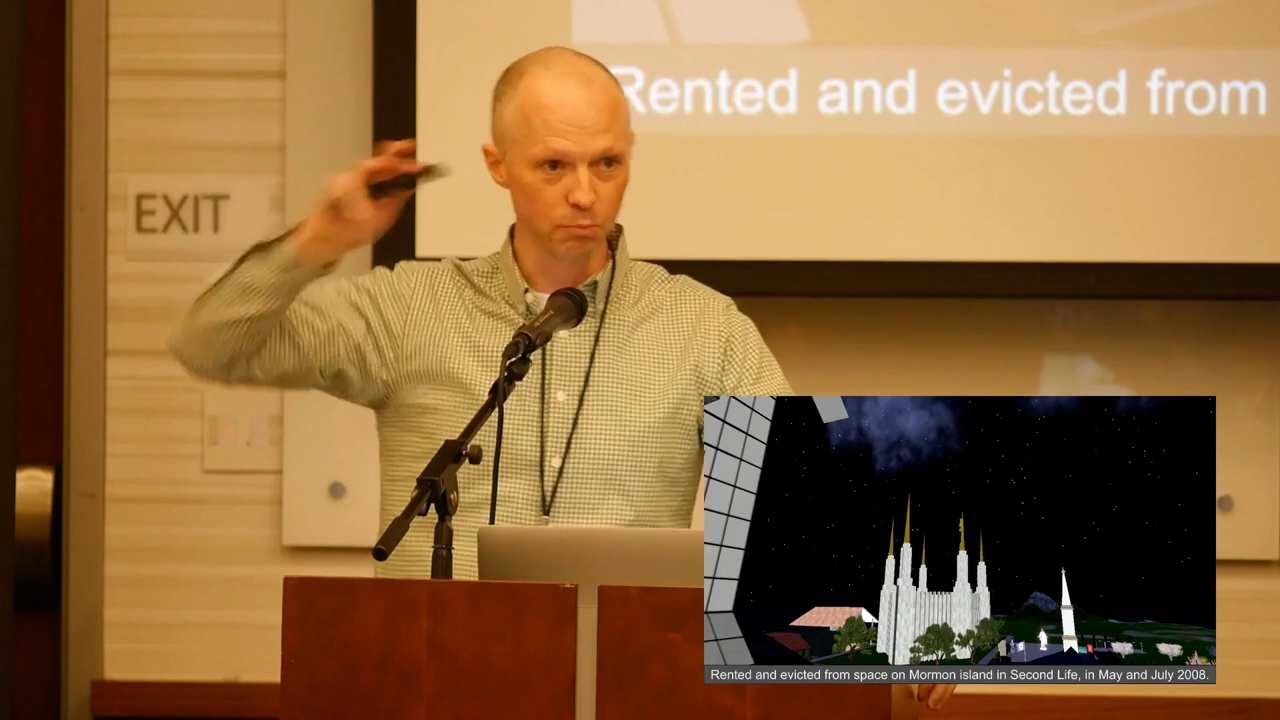 Rented and evicted from
EXIT
Rented and evicted from space on Mormon island in Second Life, in May and July 2008.